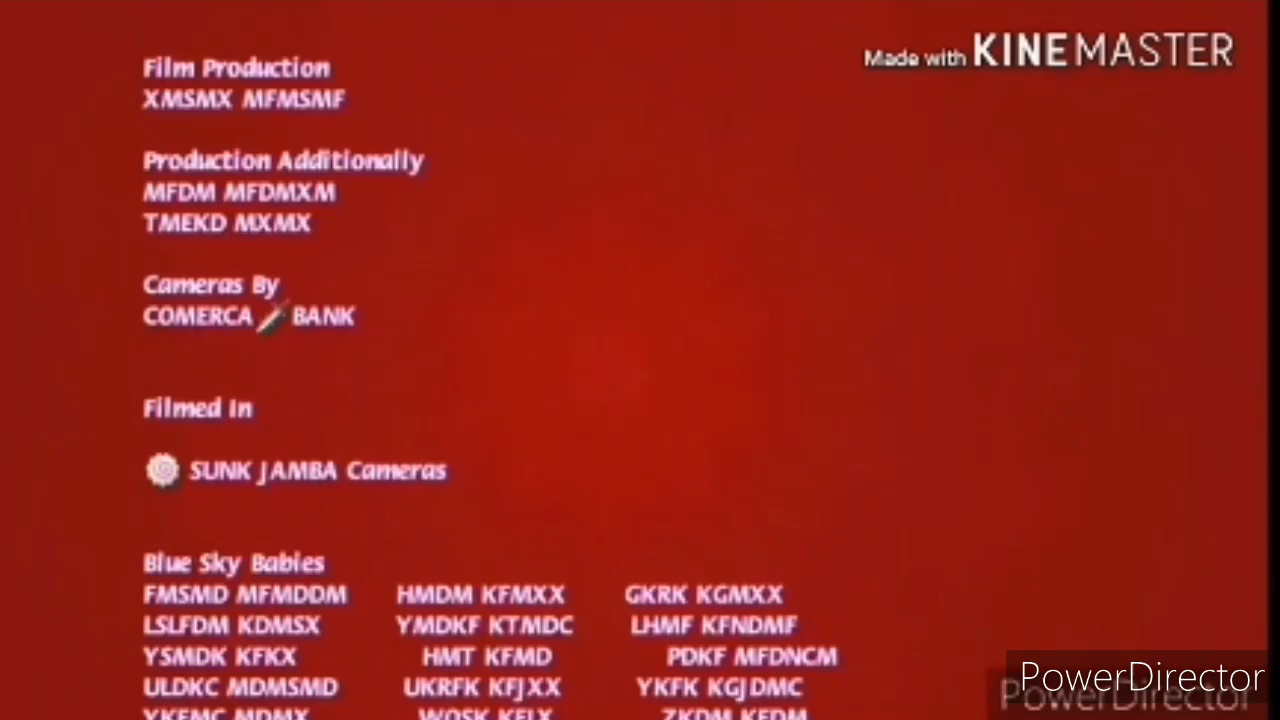 Made with KINEMASTER
Film Production
XMSMX MFMSMF
Production Additionally
MFDM MFDMXM
TMEKD MXMX
Cameras By
COMERCA BANK
Filmed In
SUNK JAMBA Cameras
Blue Sky Babies
FMSMD MFMDDM HMDM KFMXX GKRK KGMXX
LSLFDM KDMSX YMDKF KTMDC LHMF KFNDMF
YSMDK KFKX HMT KFMD PDKF MFDNCM
ULDKC MDMSMD UKRFK KFJXX YKFK KGJDMC
PowerDirector
PowerDirector